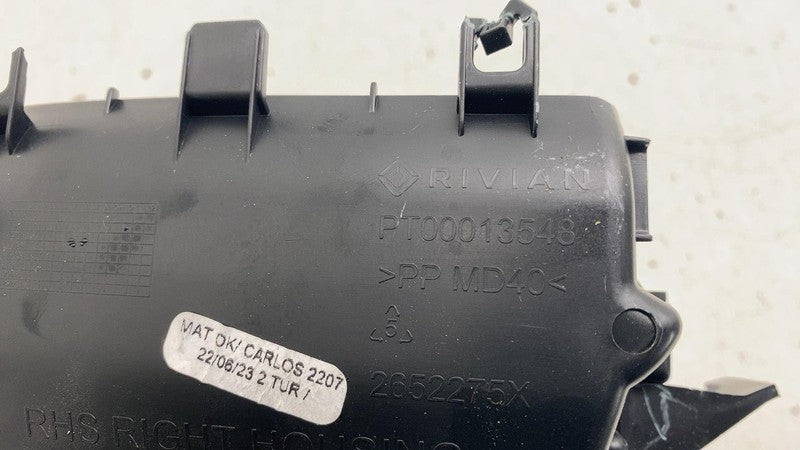 RIVIAN
PT00013548
>PP MD40<
5
MAT OK/ CARLOS 2207
22/06/23 2 TUR /
2652275X
RHS RIGHT HOUSING